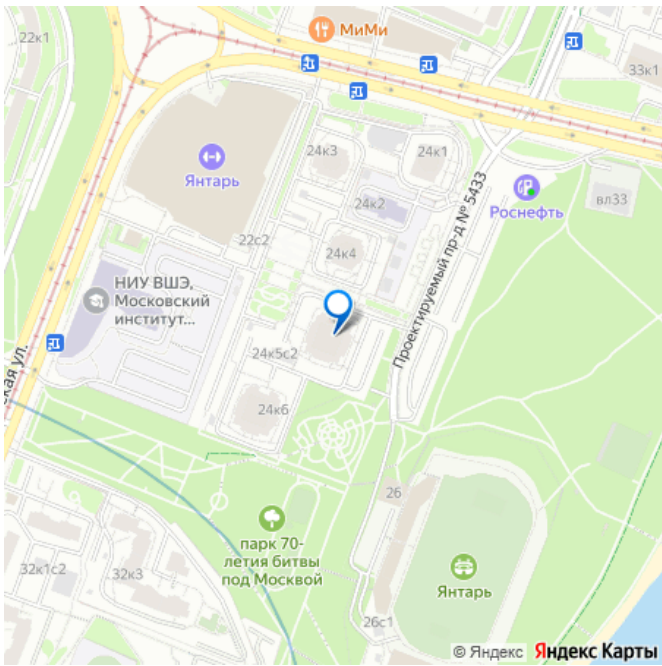 22к1
МиМи
33к1
24к3
24к1
Янтарь
24к2
Роснефть
вл33
22с2
24к4
Проектируемый пр-д № 5433
НИУ ВШЭ,
Московский
институт...
24к5с2
ская ул.
24к6
26
парк 70-
летия битвы
под Москвой
32к1с2
32к3
Янтарь
26с1
© Яндекс Яндекс Карты